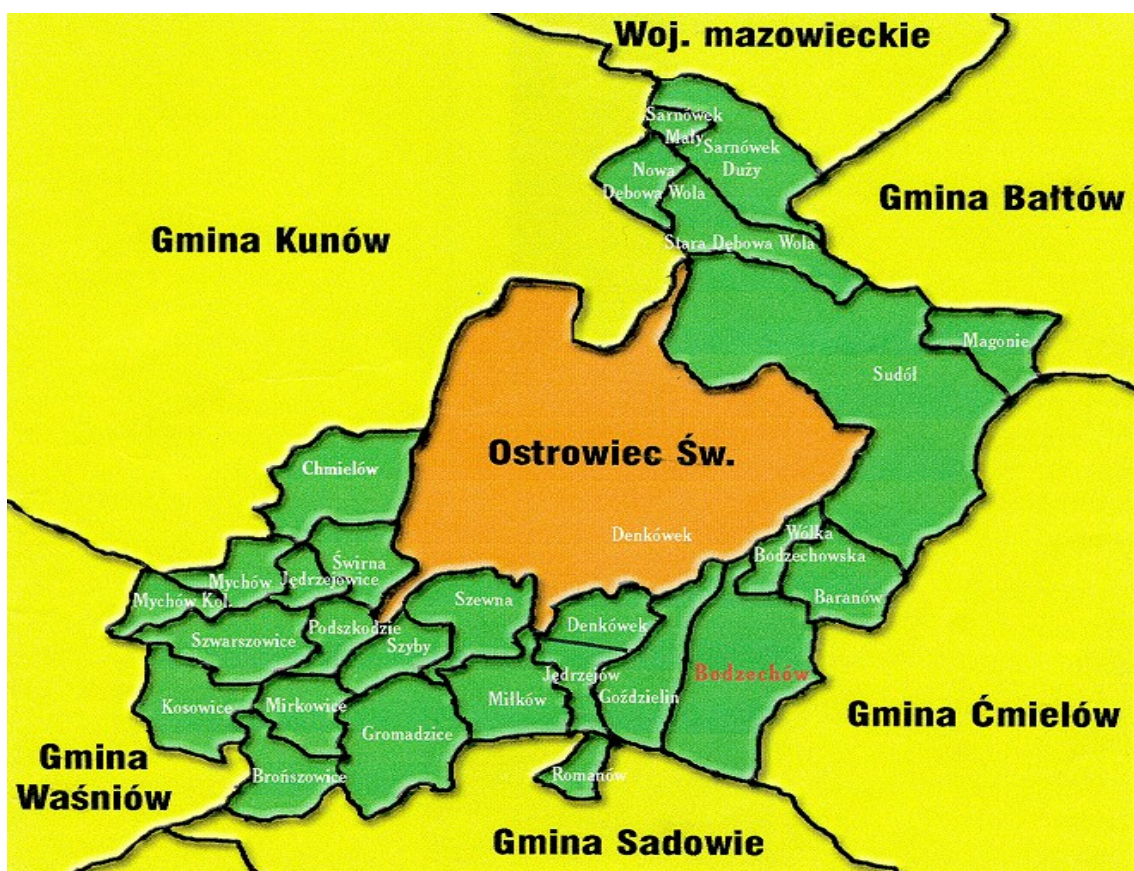 Woj. mazowieckie
Sarnówek
Mały
Sarnówek
Duży
Nowa
Dębowa Wola
Gmina Bałtów
Gmina Kunów
Stara Dębowa Wola
Magonie
Sudół
Ostrowiec Św.
Chmielów
Denkówek
Wólka
Bodzechowska
Świrna
Mychów
Jędrzejowice
Mychów Kol.
Szewna
Baranów
Podszkodzie
Denkówek
Szwarszowice
Szyby
Jędrzejów
Bodzechów
Kosowice
Mirkowice
Miłków
Goździelin
Gmina Ćmielów
Gromadzice
Gmina
Waśniów
Brońszowice
Romanów
Gmina Sadowie